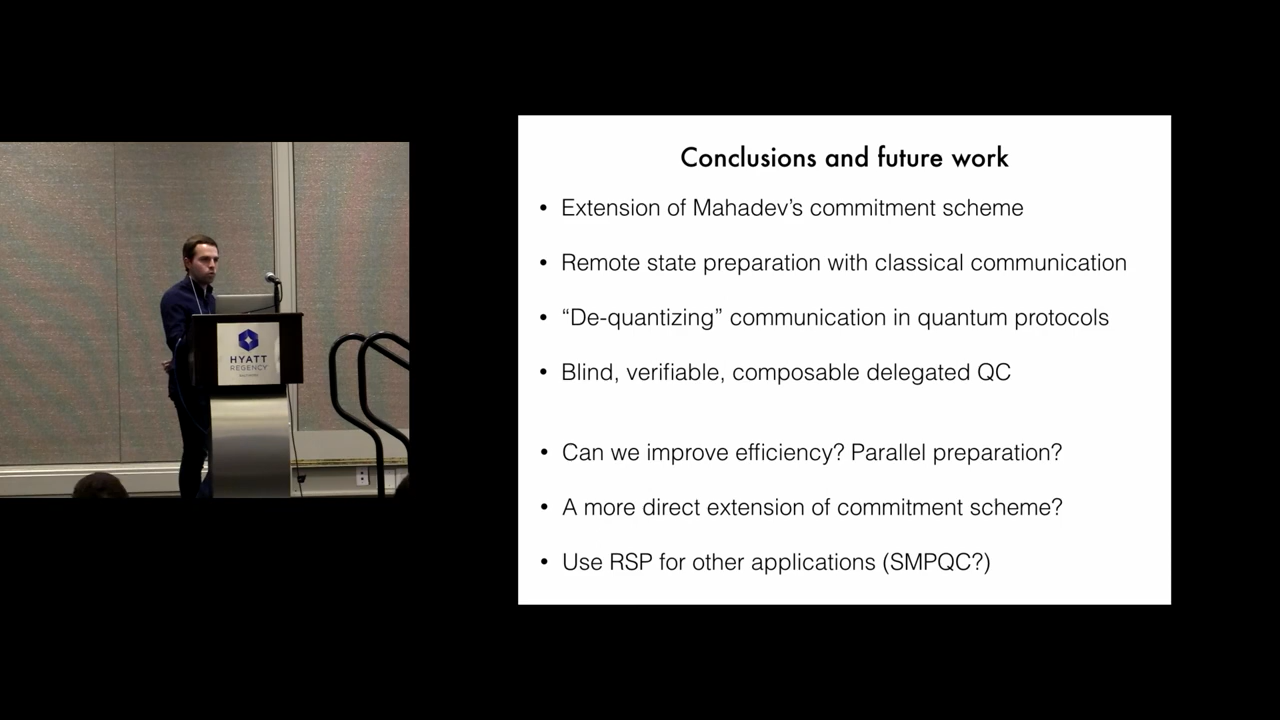 HYATT
REGENCY
Conclusions and future work
• Extension of Mahadev’s commitment scheme
• Remote state preparation with classical communication
• “De-quantizing” communication in quantum protocols
• Blind, verifiable, composable delegated QC
• Can we improve efficiency? Parallel preparation?
• A more direct extension of commitment scheme?
• Use RSP for other applications (SMPQC?)